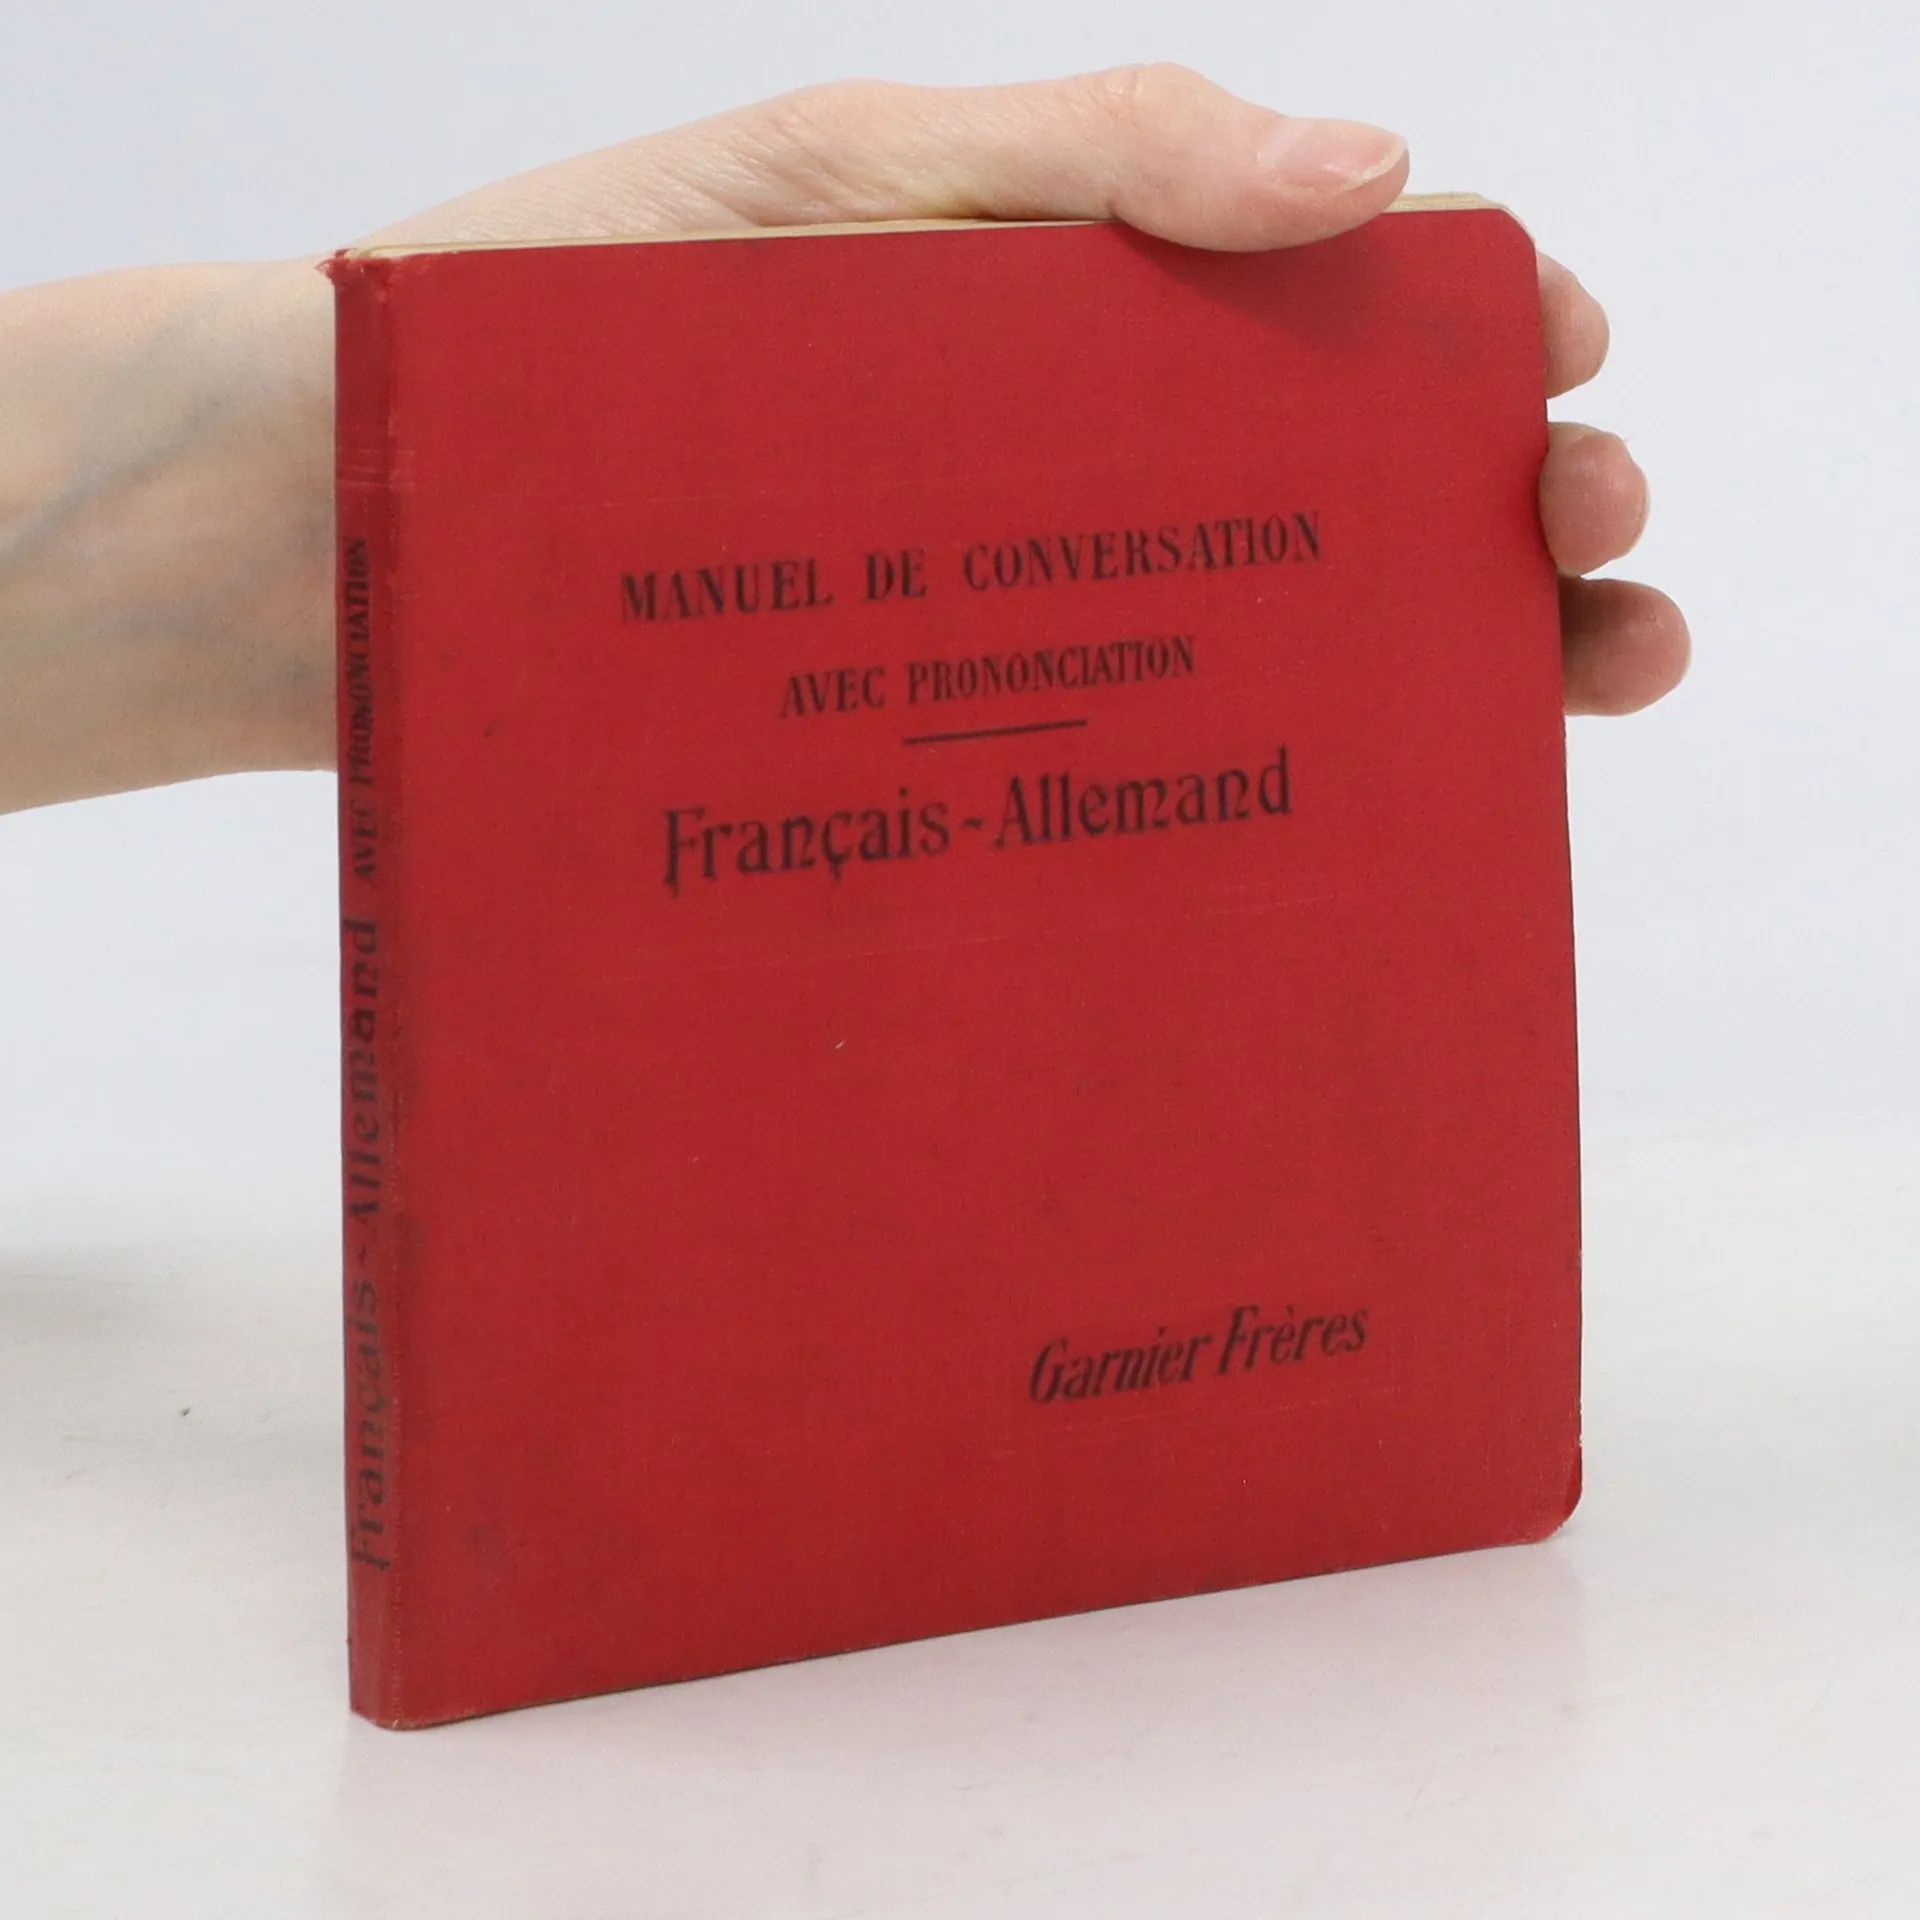 MANUEL DE CONVERSATION
AVEC PRONONCIATION
Français-Allemand
Garnier Frères
Français-Allemand AVEC PRONONCIATION